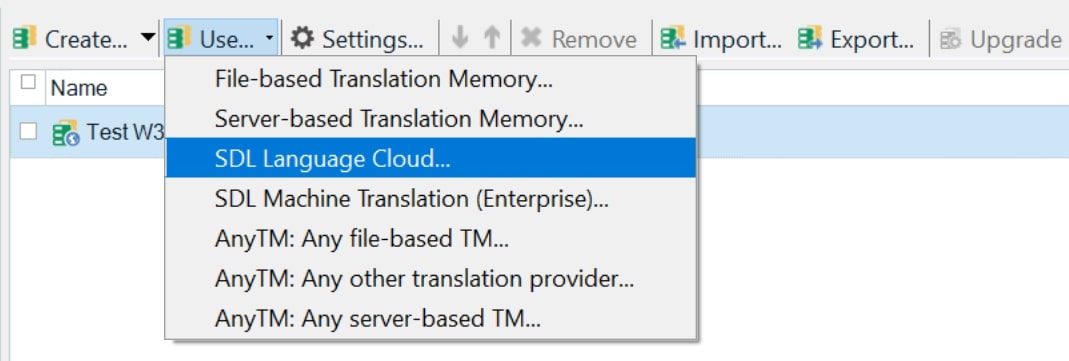 Create... Use... Settings... Remove Import... Export... Upgrade
Name
Test W3
File-based Translation Memory...
Server-based Translation Memory...
SDL Language Cloud...
SDL Machine Translation (Enterprise)...
AnyTM: Any file-based TM...
AnyTM: Any other translation provider...
AnyTM: Any server-based TM...